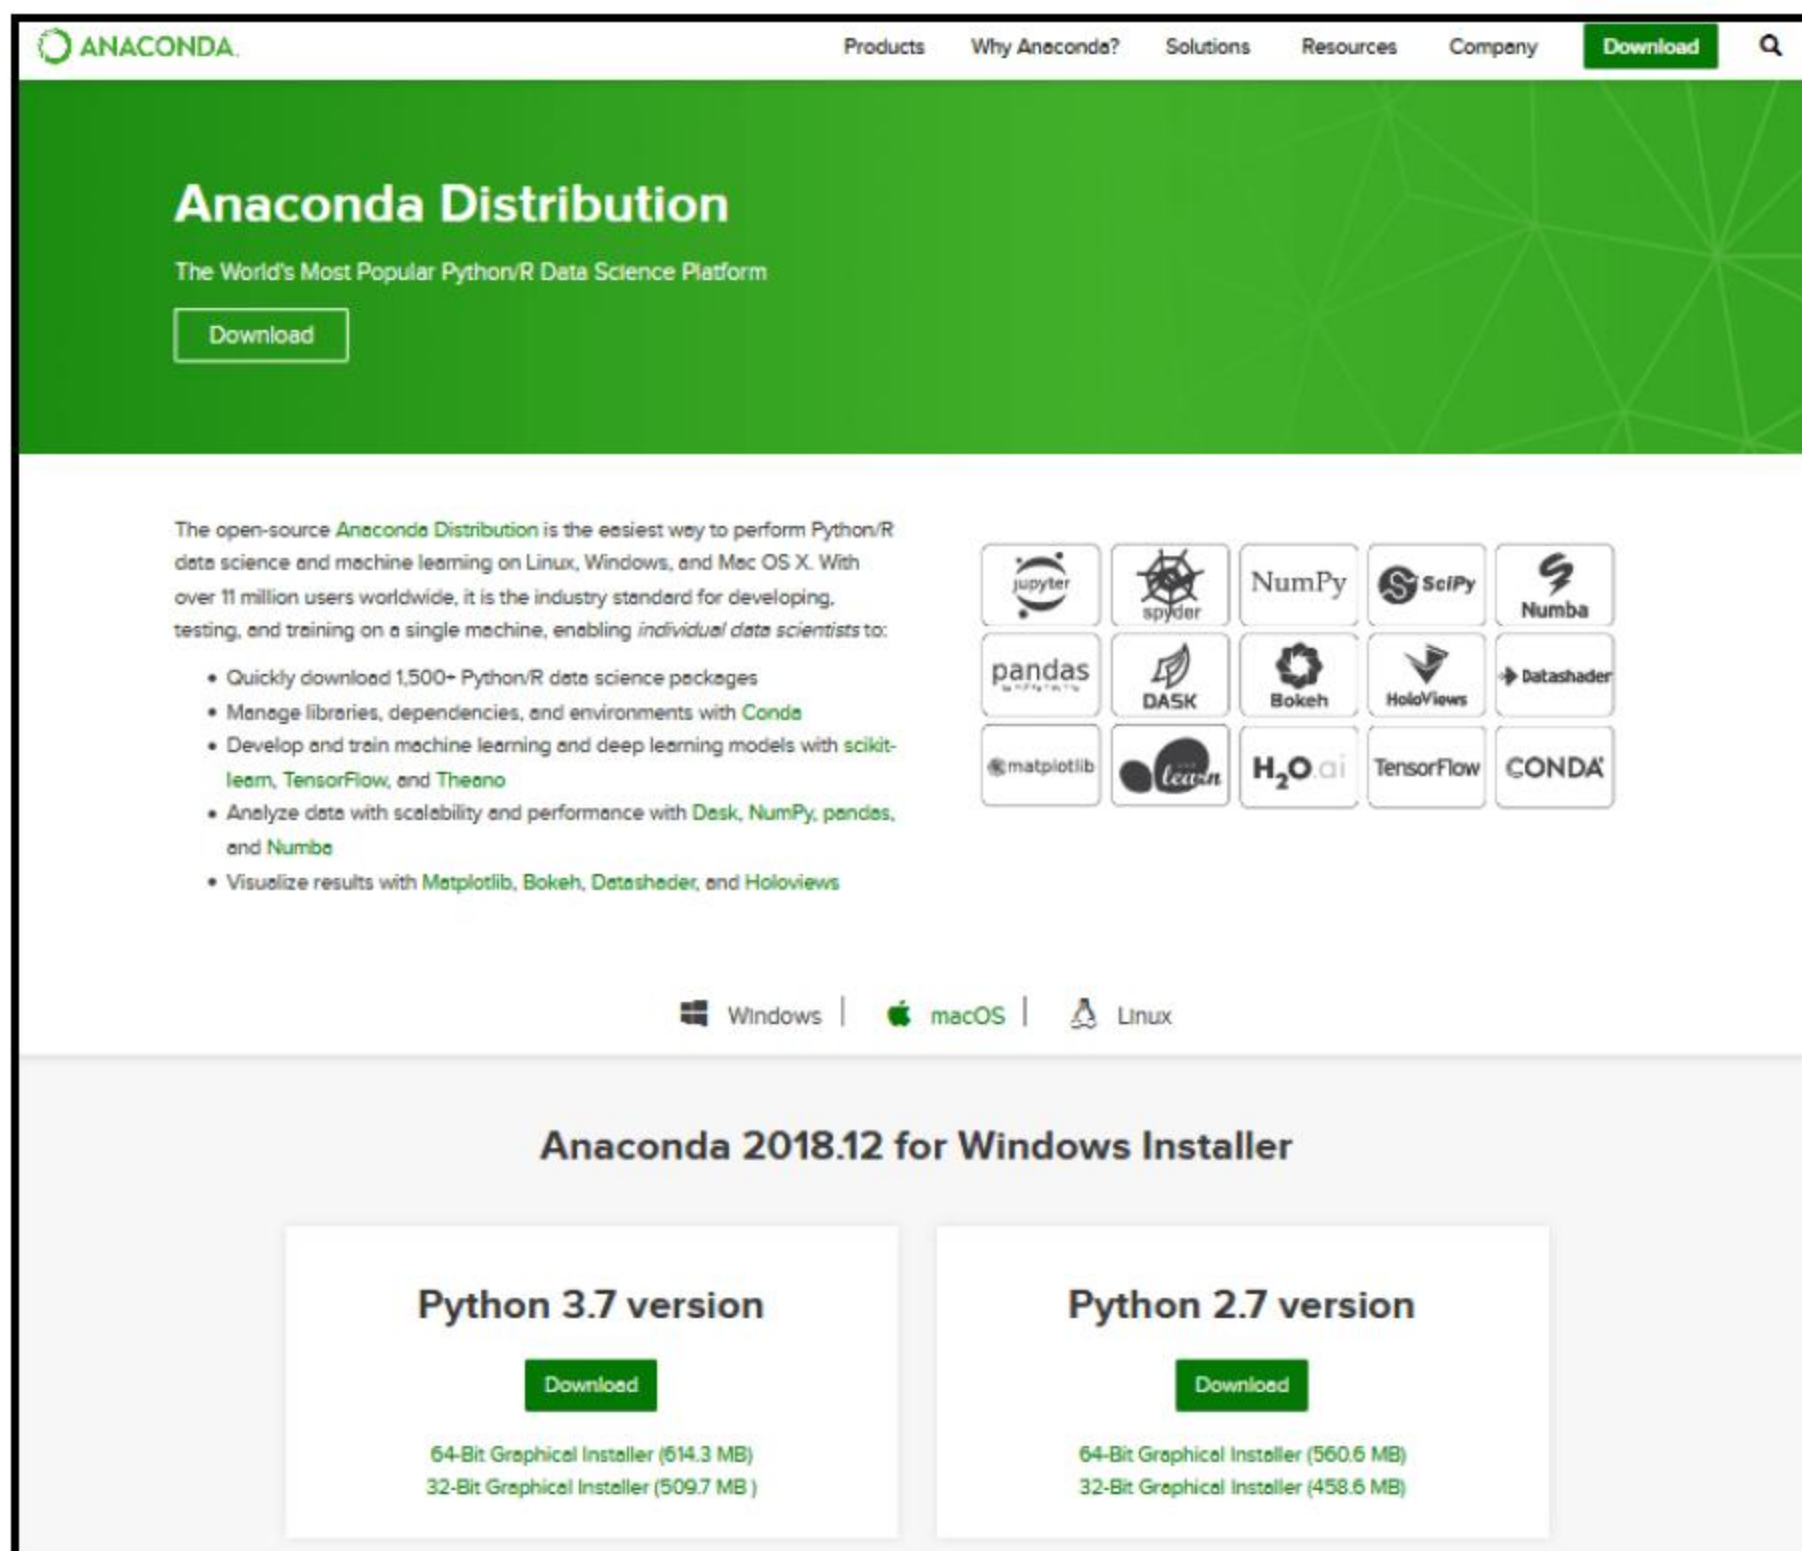 ANACONDA.
Products Why Anaconda? Solutions Resources Company Download
Anaconda Distribution
The World's Most Popular Python/R Data Science Platform
Download
The open-source Anaconda Distribution is the easiest way to perform Python/R
data science and machine learning on Linux, Windows, and Mac OS X. With
over 11 million users worldwide, it is the industry standard for developing,
testing, and training on a single machine, enabling individual data scientists to:
• Quickly download 1,500+ Python/R data science packages
• Manage libraries, dependencies, and environments with Conda
• Develop and train machine learning and deep learning models with scikit-
learn, TensorFlow, and Theano
• Analyze data with scalability and performance with Dask, NumPy, pandas,
and Numba
• Visualize results with Matplotlib, Bokeh, Datashader, and Holoviews
jupyter spyder NumPy SciPy Numba
pandas DASK Bokeh HoloViews Datashader
matplotlib learn H2O.ai TensorFlow CONDA
Windows | macOS | Linux
Anaconda 2018.12 for Windows Installer
Python 3.7 version
Download
64-Bit Graphical Installer (614.3 MB)
32-Bit Graphical Installer (509.7 MB )
Python 2.7 version
Download
64-Bit Graphical Installer (560.6 MB)
32-Bit Graphical Installer (458.6 MB)